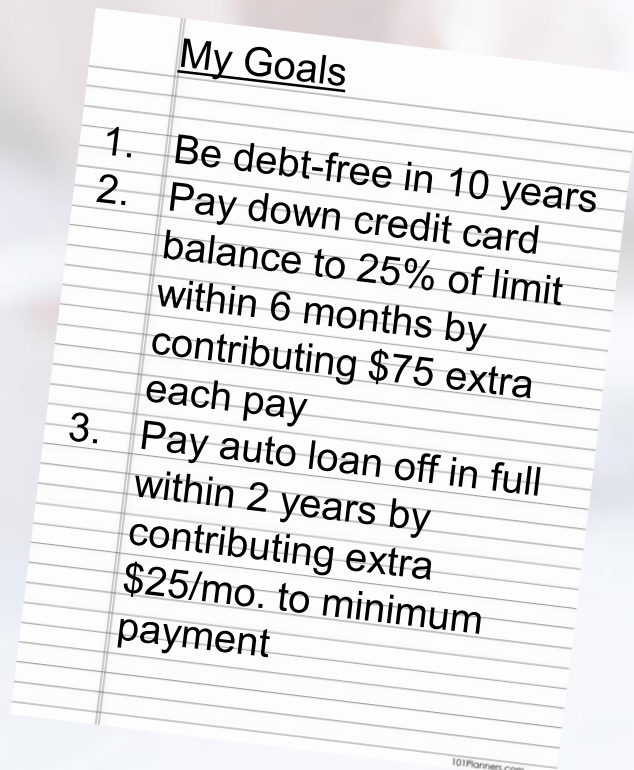 My Goals
1. Be debt-free in 10 years
2. Pay down credit card
balance to 25% of limit
within 6 months by
contributing $75 extra
each pay
3. Pay auto loan off in full
within 2 years by
contributing extra
$25/mo. to minimum
payment
101Planners.com